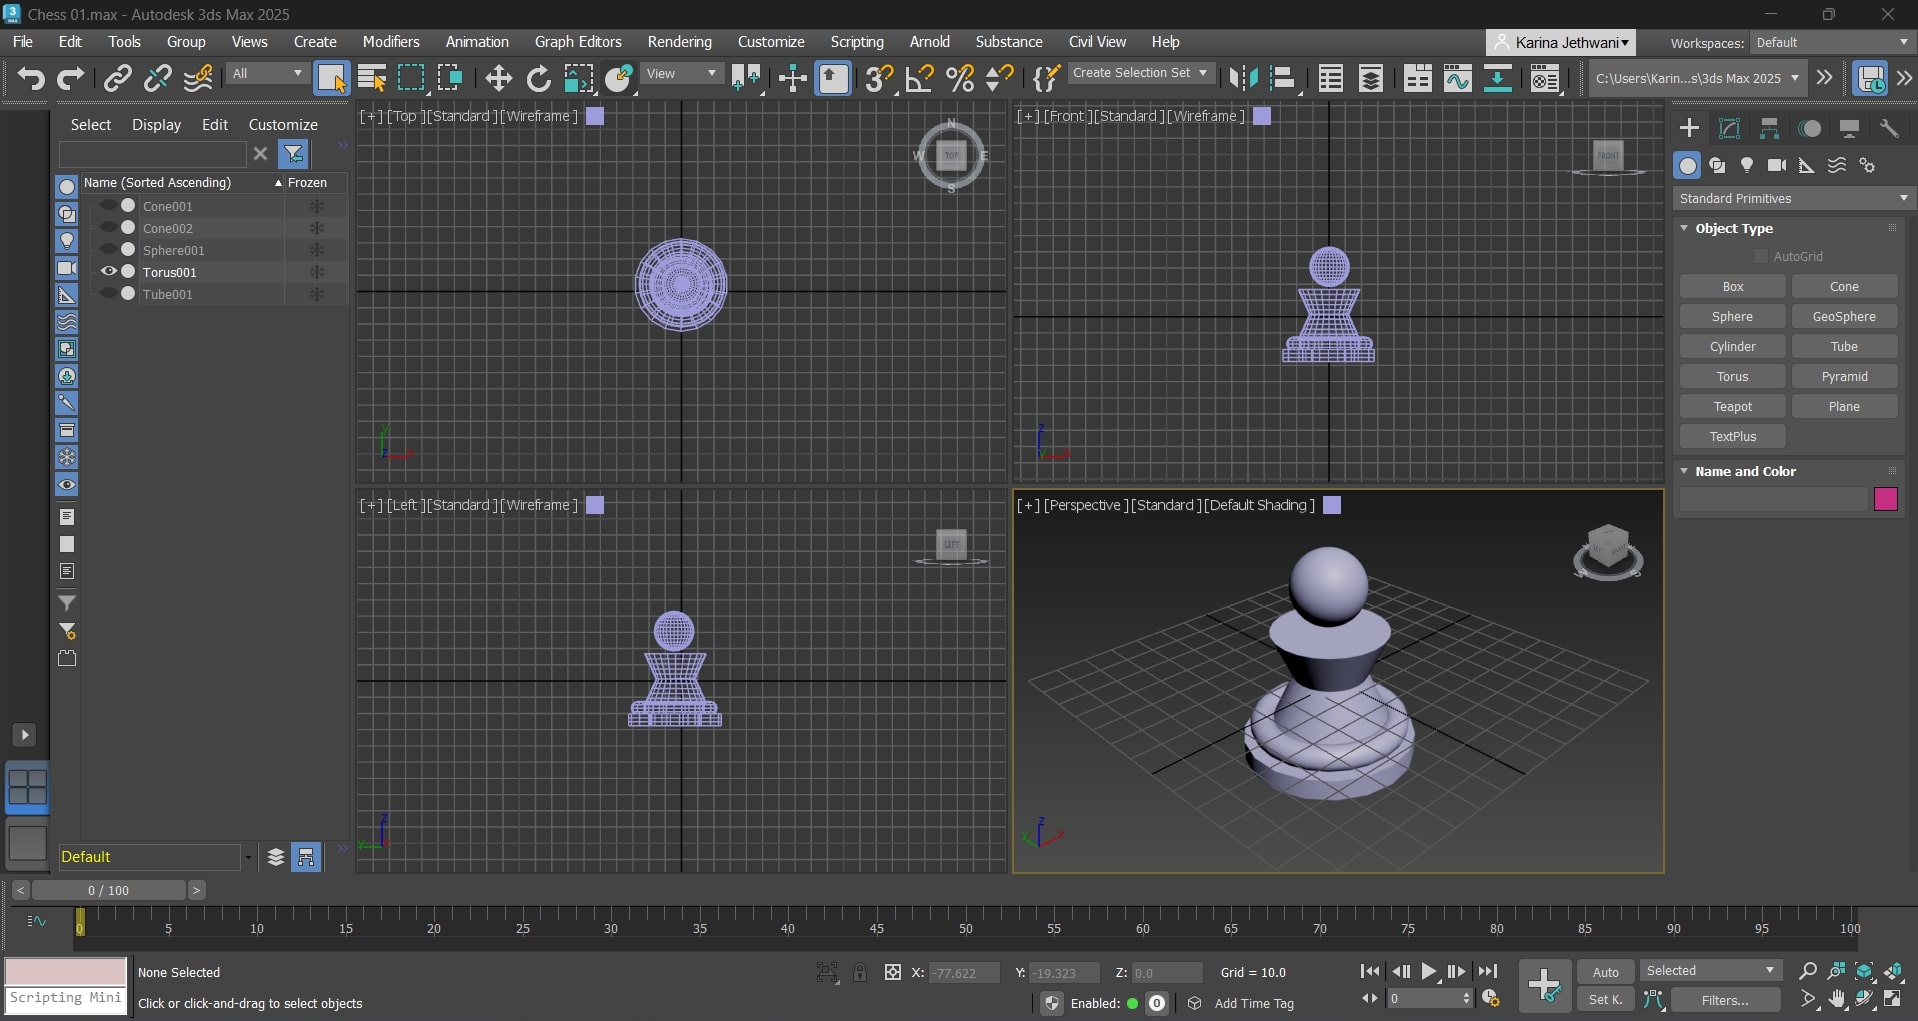 Chess 01.max - Autodesk 3ds Max 2025
File Edit Tools Group Views Create Modifiers Animation Graph Editors Rendering Customize Scripting Arnold Substance Civil View Help
Karina Jethwani
Workspaces: Default
All
View
Create Selection Set
C:\Users\Karin...s\3ds Max 2025
Select Display Edit Customize
Name (Sorted Ascending) Frozen
Cone001
Cone002
Sphere001
Torus001
Tube001
Default
[+] [Top ] [Standard ] [Wireframe ]
N
W TOP E
S
y
z x
[+] [Front ] [Standard ] [Wireframe ]
FRONT
z
y x
[+] [Left ] [Standard ] [Wireframe ]
LEFT
z
y
[+] [Perspective ] [Standard ] [Default Shading ]
W S
z
y x
Standard Primitives
Object Type
AutoGrid
Box Cone
Sphere GeoSphere
Cylinder Tube
Torus Pyramid
Teapot Plane
TextPlus
Name and Color
< 0 / 100 >
0 5 10 15 20 25 30 35 40 45 50 55 60 65 70 75 80 85 90 95 100
Scripting Mini
None Selected
Click or click-and-drag to select objects
X: -77.622 Y: -19.323 Z: 0.0 Grid = 10.0
Enabled: 0 Add Time Tag
0
Auto Selected
Set K. Filters...